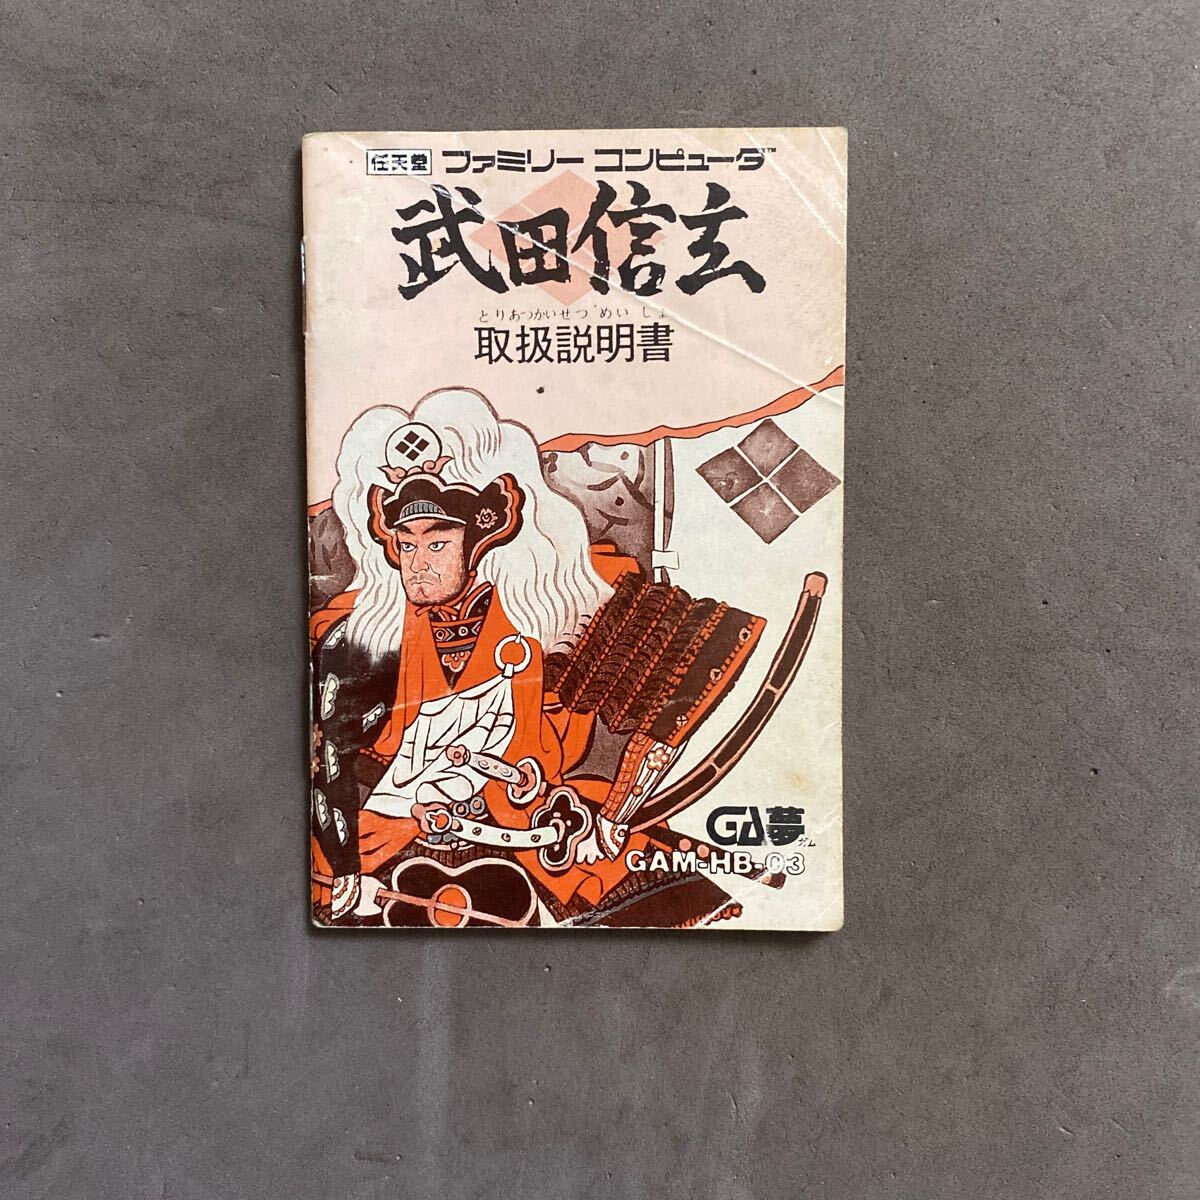 任天堂 ファミリー コンピュータ™
武田信玄
とりあつかいせつめいしょ
取扱説明書
GA夢
ガム
GAM-HB-03